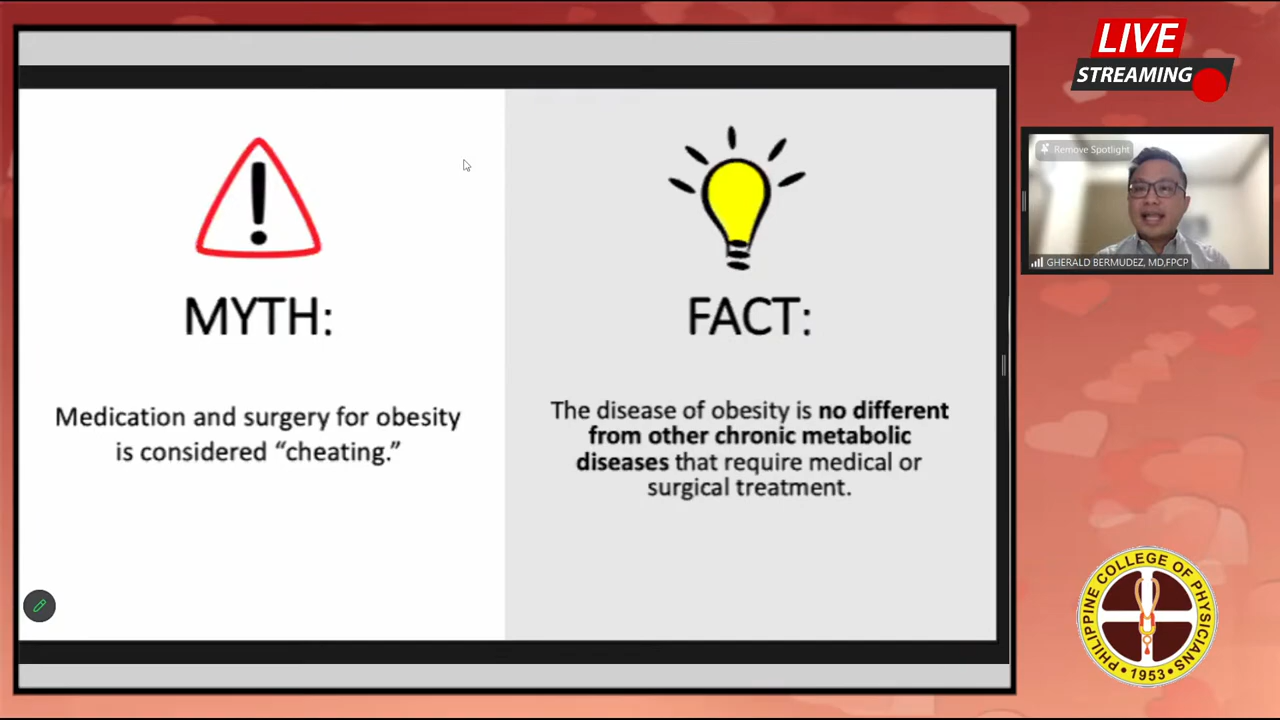 LIVE
STREAMING
MYTH:
Medication and surgery for obesity
is considered “cheating.”
FACT:
The disease of obesity is no different
from other chronic metabolic
diseases that require medical or
surgical treatment.
Remove Spotlight
GHERALD BERMUDEZ, MD,FPCP
PHILIPPINE COLLEGE OF PHYSICIANS
1953